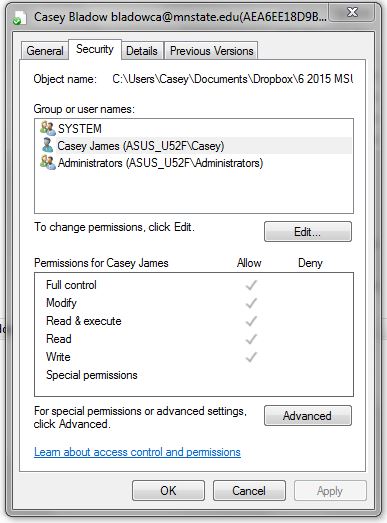 Casey Bladow bladowca@mnstate.edu(AEA6EE18D9B...
General Security Details Previous Versions
Object name: C:\Users\Casey\Documents\Dropbox\6 2015 MSU
Group or user names:
SYSTEM
Casey James (ASUS_U52F\Casey)
Administrators (ASUS_U52F\Administrators)
To change permissions, click Edit.
Edit...
Permissions for Casey James Allow Deny
Full control
Modify
Read & execute
Read
Write
Special permissions
For special permissions or advanced settings,
click Advanced.
Advanced
Learn about access control and permissions
OK Cancel Apply